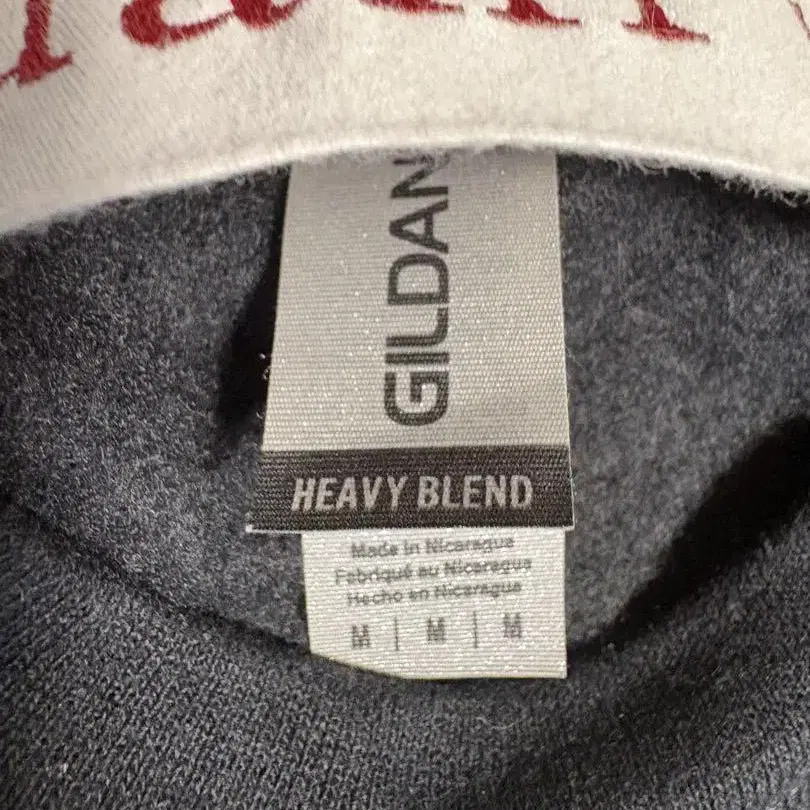 GILDAN
HEAVY BLEND
Made in Nicaragua
Fabriqué au Nicaragua
Hecho en Nicaragua
M | M | M